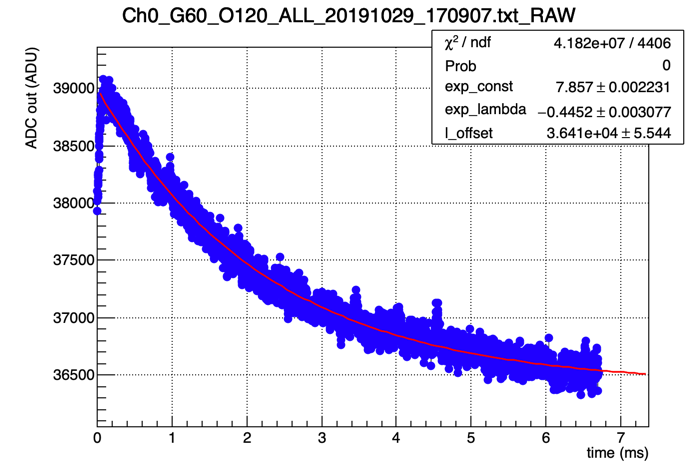 Ch0_G60_O120_ALL_20191029_170907.txt_RAW
χ² / ndf 4.182e+07 / 4406
Prob 0
exp_const 7.857 ± 0.002231
exp_lambda −0.4452 ± 0.003077
l_offset 3.641e+04 ± 5.544
ADC out (ADU)
39000
38500
38000
37500
37000
36500
0 1 2 3 4 5 6 7
time (ms)